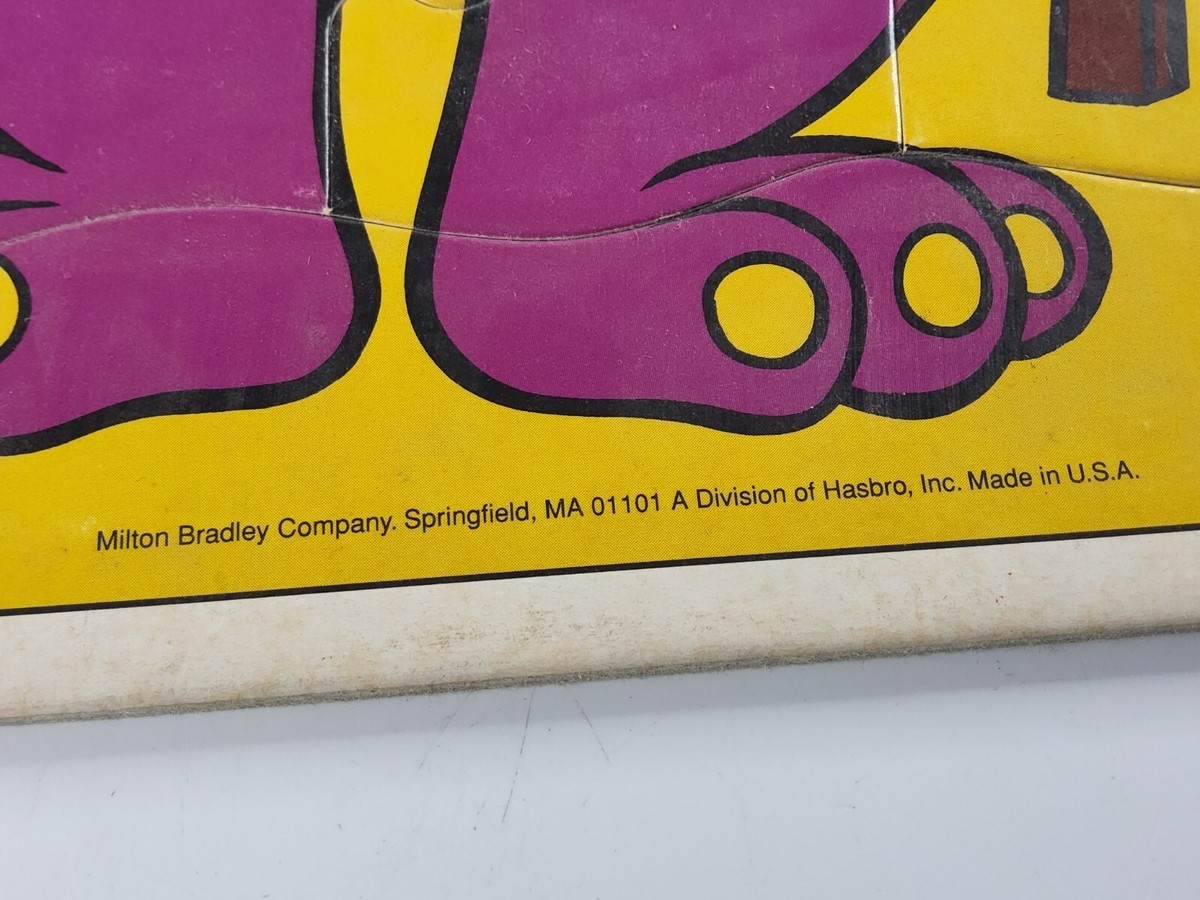 Milton Bradley Company. Springfield, MA 01101 A Division of Hasbro, Inc. Made in U.S.A.